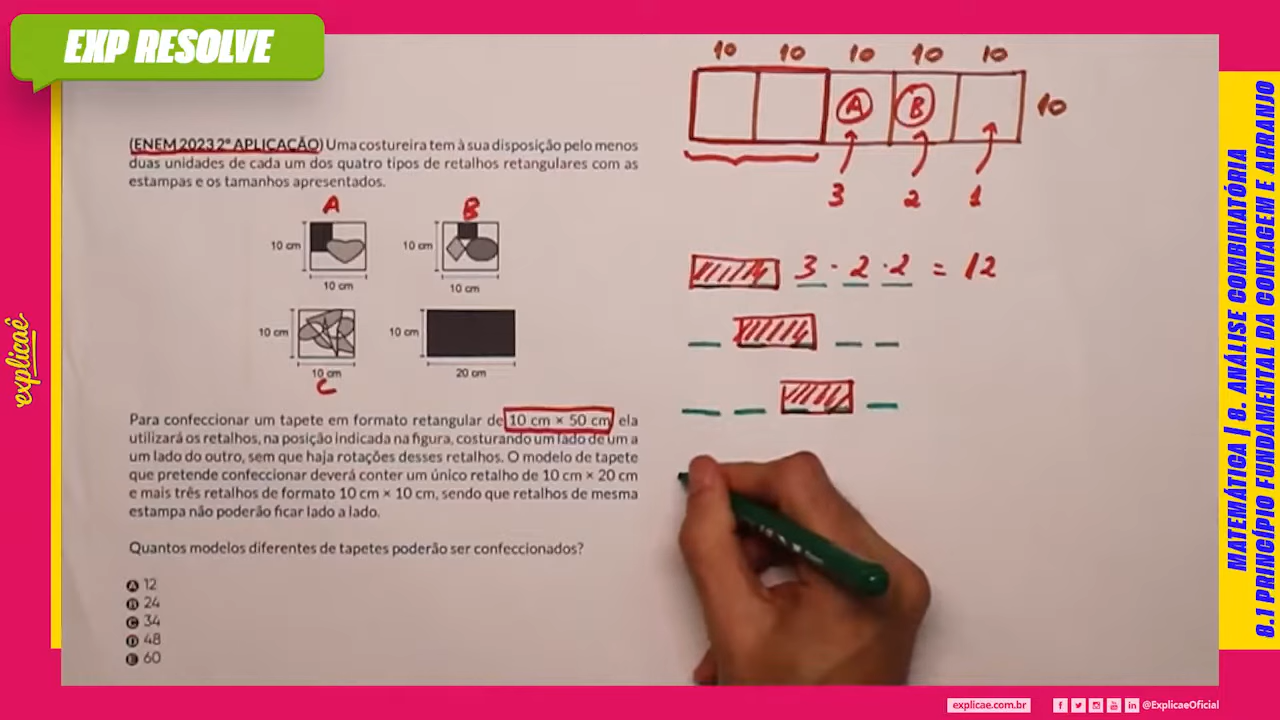 EXP RESOLVE
(ENEM 2023 2ª APLICAÇÃO) Uma costureira tem à sua disposição pelo menos
duas unidades de cada um dos quatro tipos de retalhos retangulares com as
estampas e os tamanhos apresentados.
A
B
10 cm
10 cm
10 cm
10 cm
10 cm
10 cm
10 cm
20 cm
C
Para confeccionar um tapete em formato retangular de 10 cm × 50 cm, ela
utilizará os retalhos, na posição indicada na figura, costurando um lado de um a
um lado do outro, sem que haja rotações desses retalhos. O modelo de tapete
que pretende confeccionar deverá conter um único retalho de 10 cm × 20 cm
e mais três retalhos de formato 10 cm × 10 cm, sendo que retalhos de mesma
estampa não poderão ficar lado a lado.
Quantos modelos diferentes de tapetes poderão ser confeccionados?
A 12
B 24
C 34
D 48
E 60
10 10 10 10 10
A B 10
3 2 1
3 · 2 · 2 = 12
explicaê
MATEMÁTICA | 8. ANÁLISE COMBINATÓRIA
8.1 PRINCÍPIO FUNDAMENTAL DA CONTAGEM E ARRANJO
explicae.com.br @ExplicaeOficial